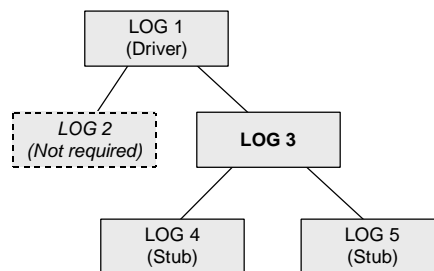 LOG 1
(Driver)
LOG 2
(Not required)
LOG 3
LOG 4
(Stub)
LOG 5
(Stub)